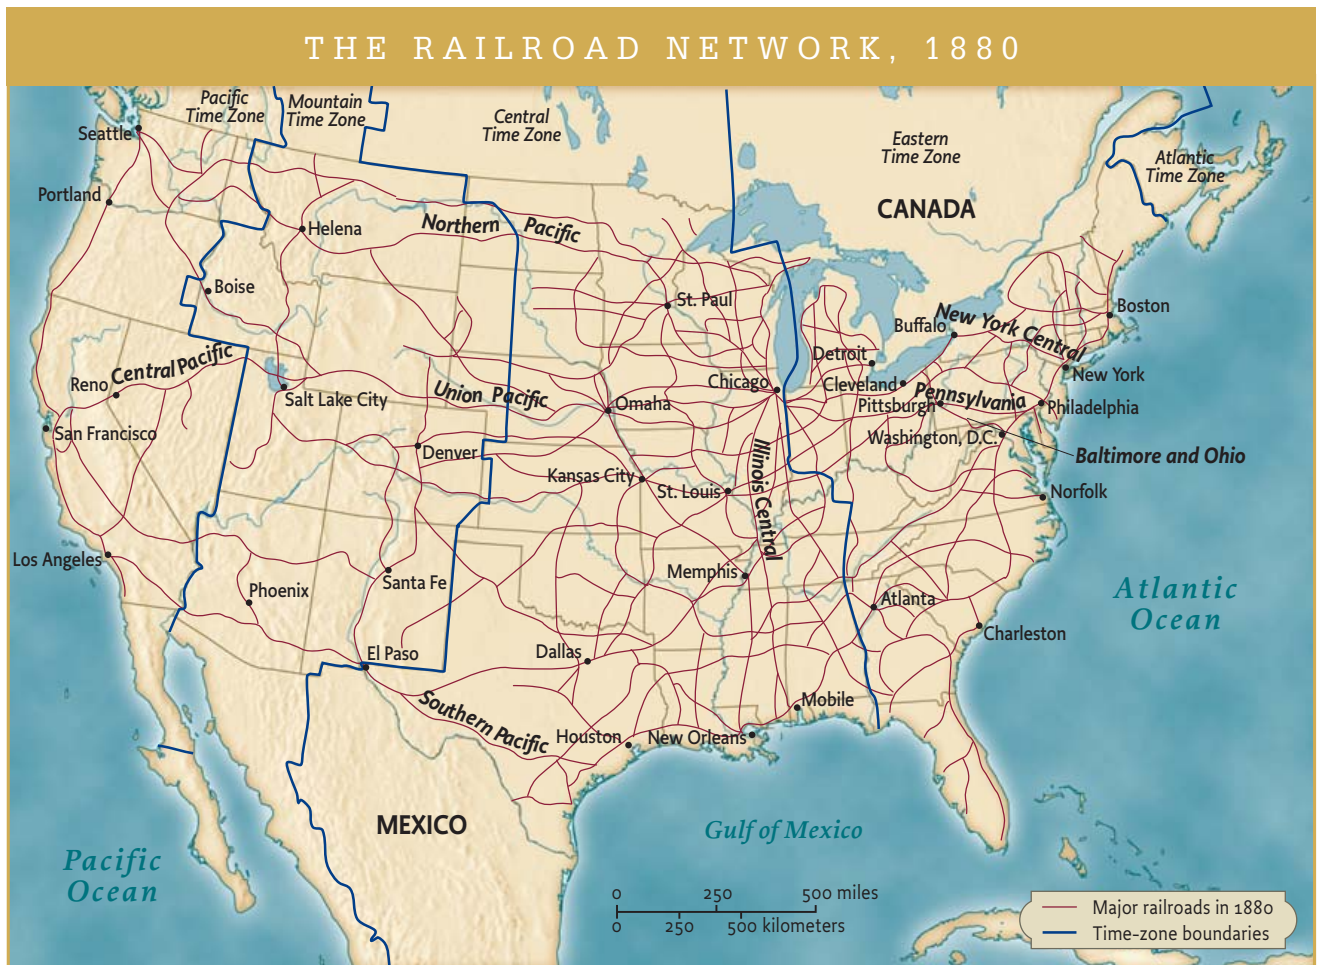 THE RAILROAD NETWORK, 1880
Pacific
Time Zone
Mountain
Time Zone
Central
Time Zone
Eastern
Time Zone
Atlantic
Time Zone
Seattle
Portland
CANADA
Helena
Northern Pacific
Boise
St. Paul
Boston
Buffalo
New York Central
Detroit
Reno
Central Pacific
New York
Chicago
Cleveland
Salt Lake City
Union Pacific
Omaha
Pittsburgh
Pennsylvania
Philadelphia
San Francisco
Washington, D.C.
Denver
Baltimore and Ohio
Kansas City
St. Louis
Illinois Central
Norfolk
Los Angeles
Santa Fe
Memphis
Phoenix
Atlanta
Atlantic
Ocean
Charleston
El Paso
Dallas
Southern Pacific
Mobile
Houston
New Orleans
MEXICO
Gulf of Mexico
Pacific
Ocean
0 250 500 miles
0 250 500 kilometers
Major railroads in 1880
Time-zone boundaries